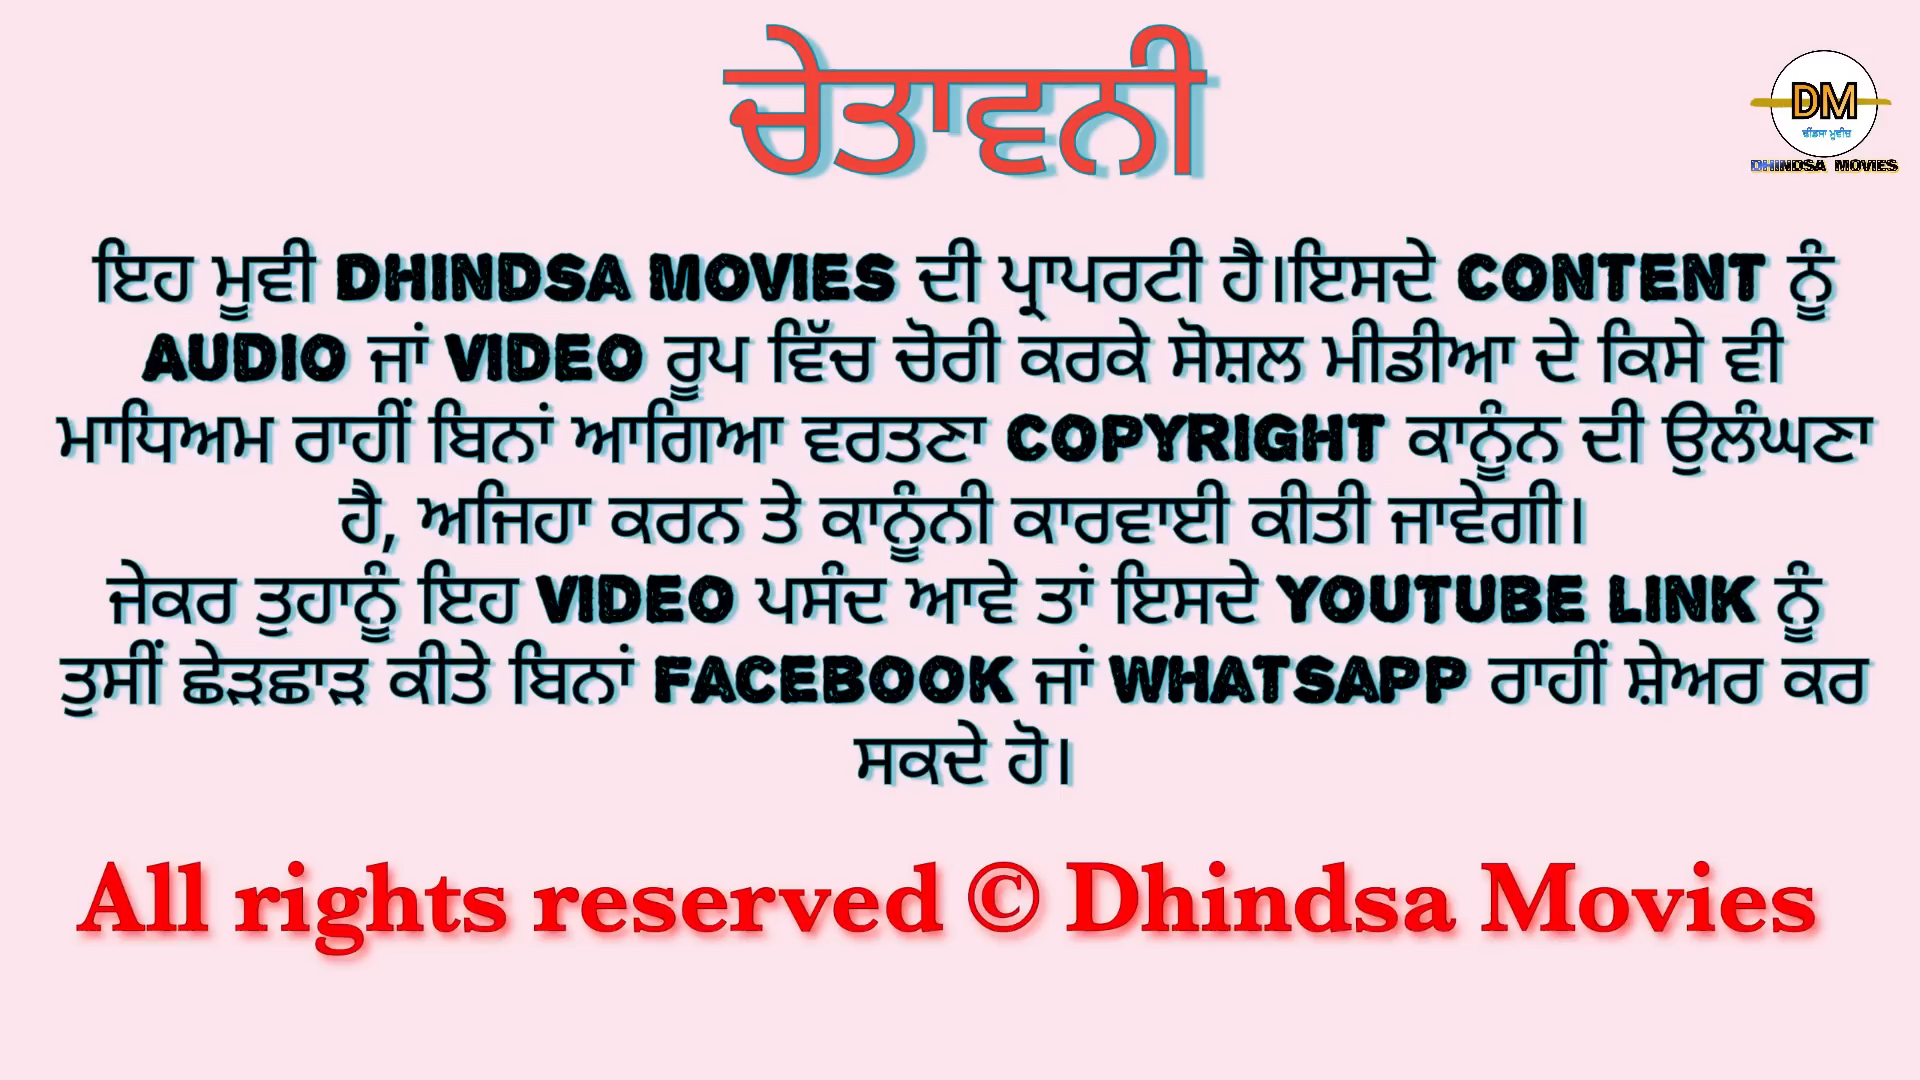 ਚੇਤਾਵਨੀ
DM
ਢੀਂਡਸਾ ਮੂਵੀਜ਼
DHINDSA MOVIES
ਇਹ ਮੂਵੀ DHINDSA MOVIES ਦੀ ਪ੍ਰਾਪਰਟੀ ਹੈ।ਇਸਦੇ CONTENT ਨੂੰ
AUDIO ਜਾਂ VIDEO ਰੂਪ ਵਿੱਚ ਚੋਰੀ ਕਰਕੇ ਸੋਸ਼ਲ ਮੀਡੀਆ ਦੇ ਕਿਸੇ ਵੀ
ਮਾਧਿਅਮ ਰਾਹੀਂ ਬਿਨਾਂ ਆਗਿਆ ਵਰਤਣਾ COPYRIGHT ਕਾਨੂੰਨ ਦੀ ਉਲੰਘਣਾ
ਹੈ, ਅਜਿਹਾ ਕਰਨ ਤੇ ਕਾਨੂੰਨੀ ਕਾਰਵਾਈ ਕੀਤੀ ਜਾਵੇਗੀ।
ਜੇਕਰ ਤੁਹਾਨੂੰ ਇਹ VIDEO ਪਸੰਦ ਆਵੇ ਤਾਂ ਇਸਦੇ YOUTUBE LINK ਨੂੰ
ਤੁਸੀਂ ਛੇੜਛਾੜ ਕੀਤੇ ਬਿਨਾਂ FACEBOOK ਜਾਂ WHATSAPP ਰਾਹੀਂ ਸ਼ੇਅਰ ਕਰ
ਸਕਦੇ ਹੋ।
All rights reserved © Dhindsa Movies